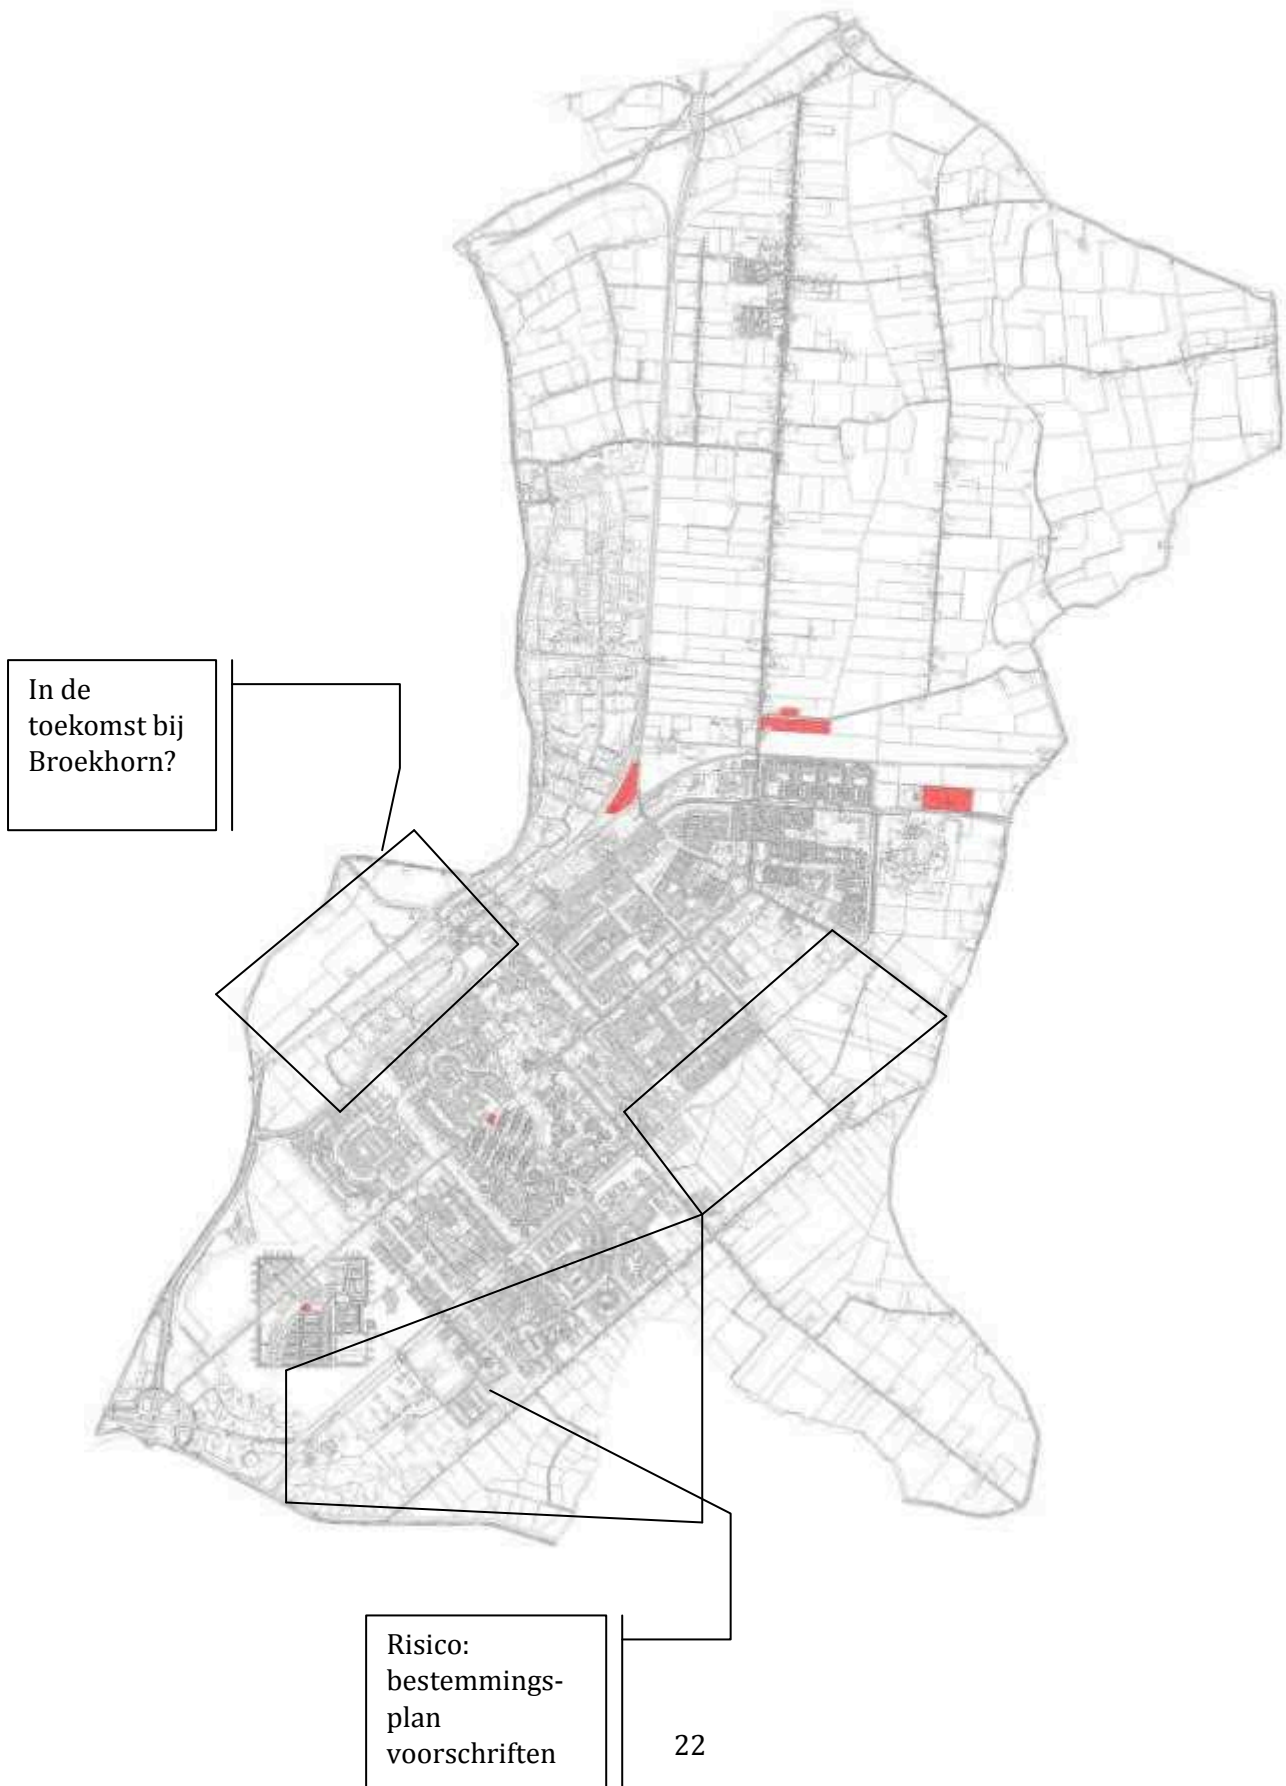 In de
toekomst bij
Broekhorn?
Risico:
bestemmings-
plan
voorschriften
22